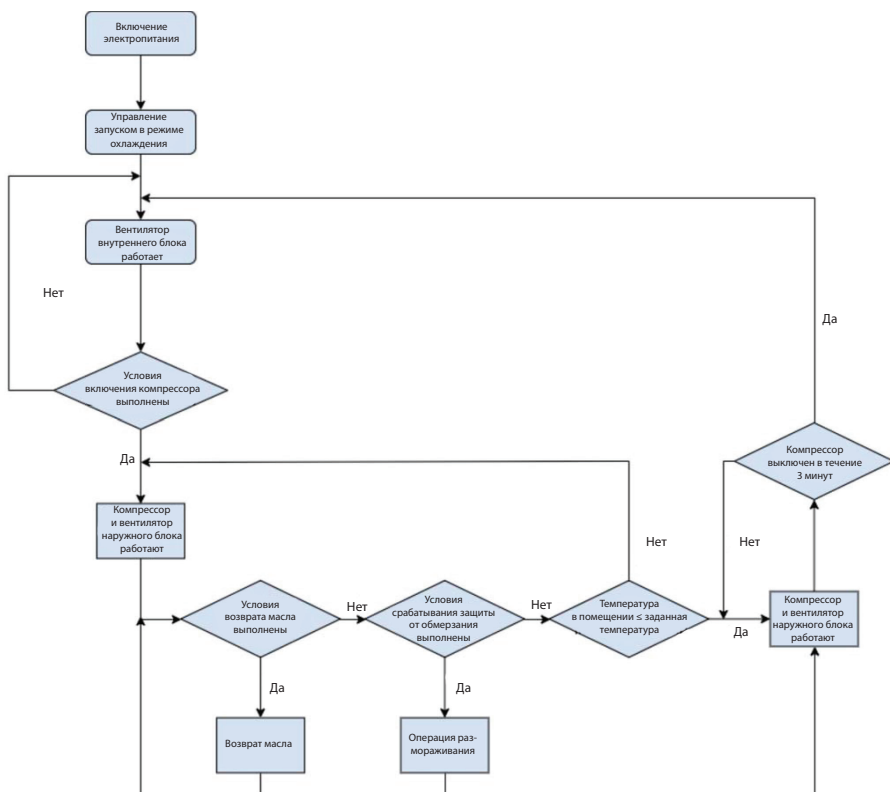 Включение
электропитания
Управление
запуском в режиме
охлаждения
Вентилятор
внутреннего блока
работает
Нет
Да
Условия
включения компрессора
выполнены
Да
Компрессор
выключен в течение
3 минут
Компрессор
и вентилятор
наружного блока
работают
Нет
Нет
Условия
возврата масла
выполнены
Нет
Условия
срабатывания защиты
от обмерзания
выполнены
Нет
Температура
в помещении ≤ заданная
температура
Да
Компрессор
и вентилятор
наружного блока
работают
Да
Да
Возврат масла
Операция раз-
мораживания